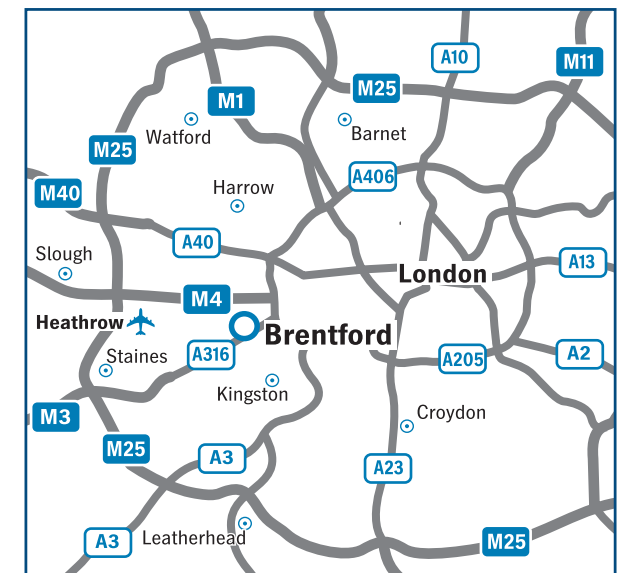 A10
M11
M25
M1
Watford
Barnet
M25
A406
M40
Harrow
A40
Slough
London
A13
M4
Heathrow
Brentford
Staines
A316
A205
A2
Kingston
M3
Croydon
M25
A3
A23
Leatherhead
A3
M25